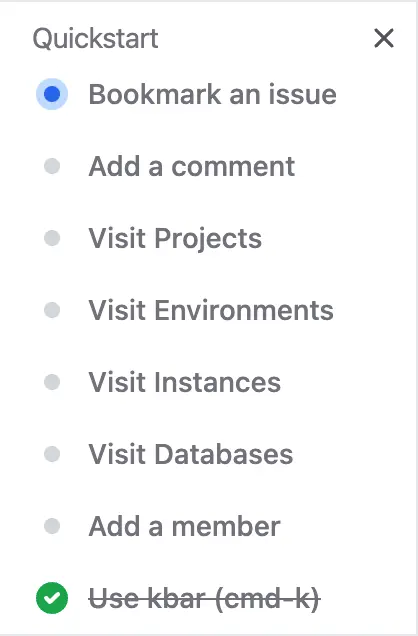 Quickstart
Bookmark an issue
Add a comment
Visit Projects
Visit Environments
Visit Instances
Visit Databases
Add a member
Use kbar (cmd-k)